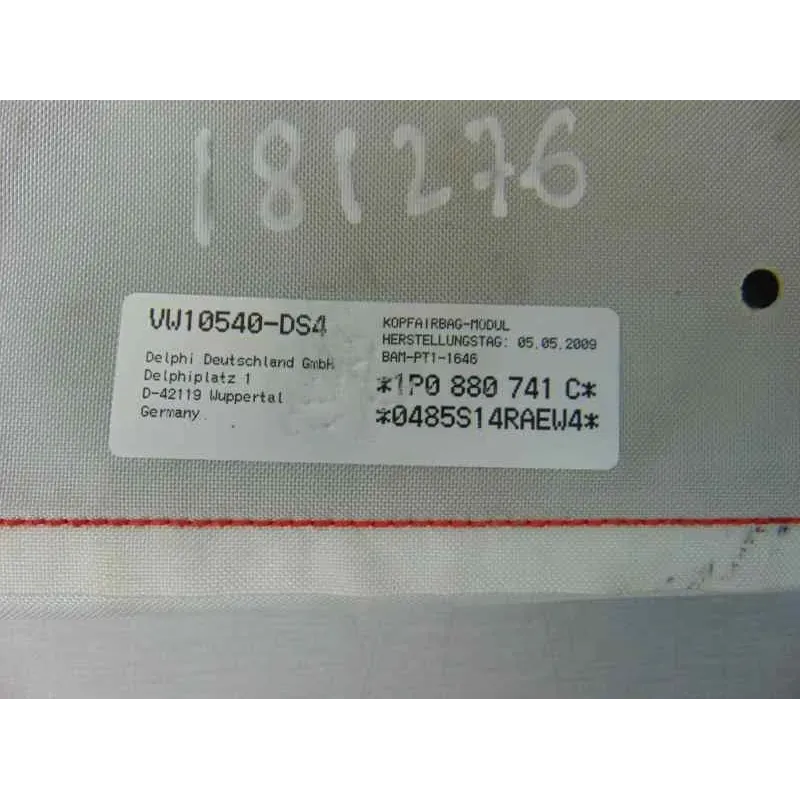 181276
VW10540-DS4
Delphi Deutschland GmbH
Delphiplatz 1
D-42119 Wuppertal
Germany
KOPFAIRBAG-MODUL
HERSTELLUNGSTAG: 05.05.2009
BAM-PT1-1646
*1P0 880 741 C*
*0485S14RAEW4*